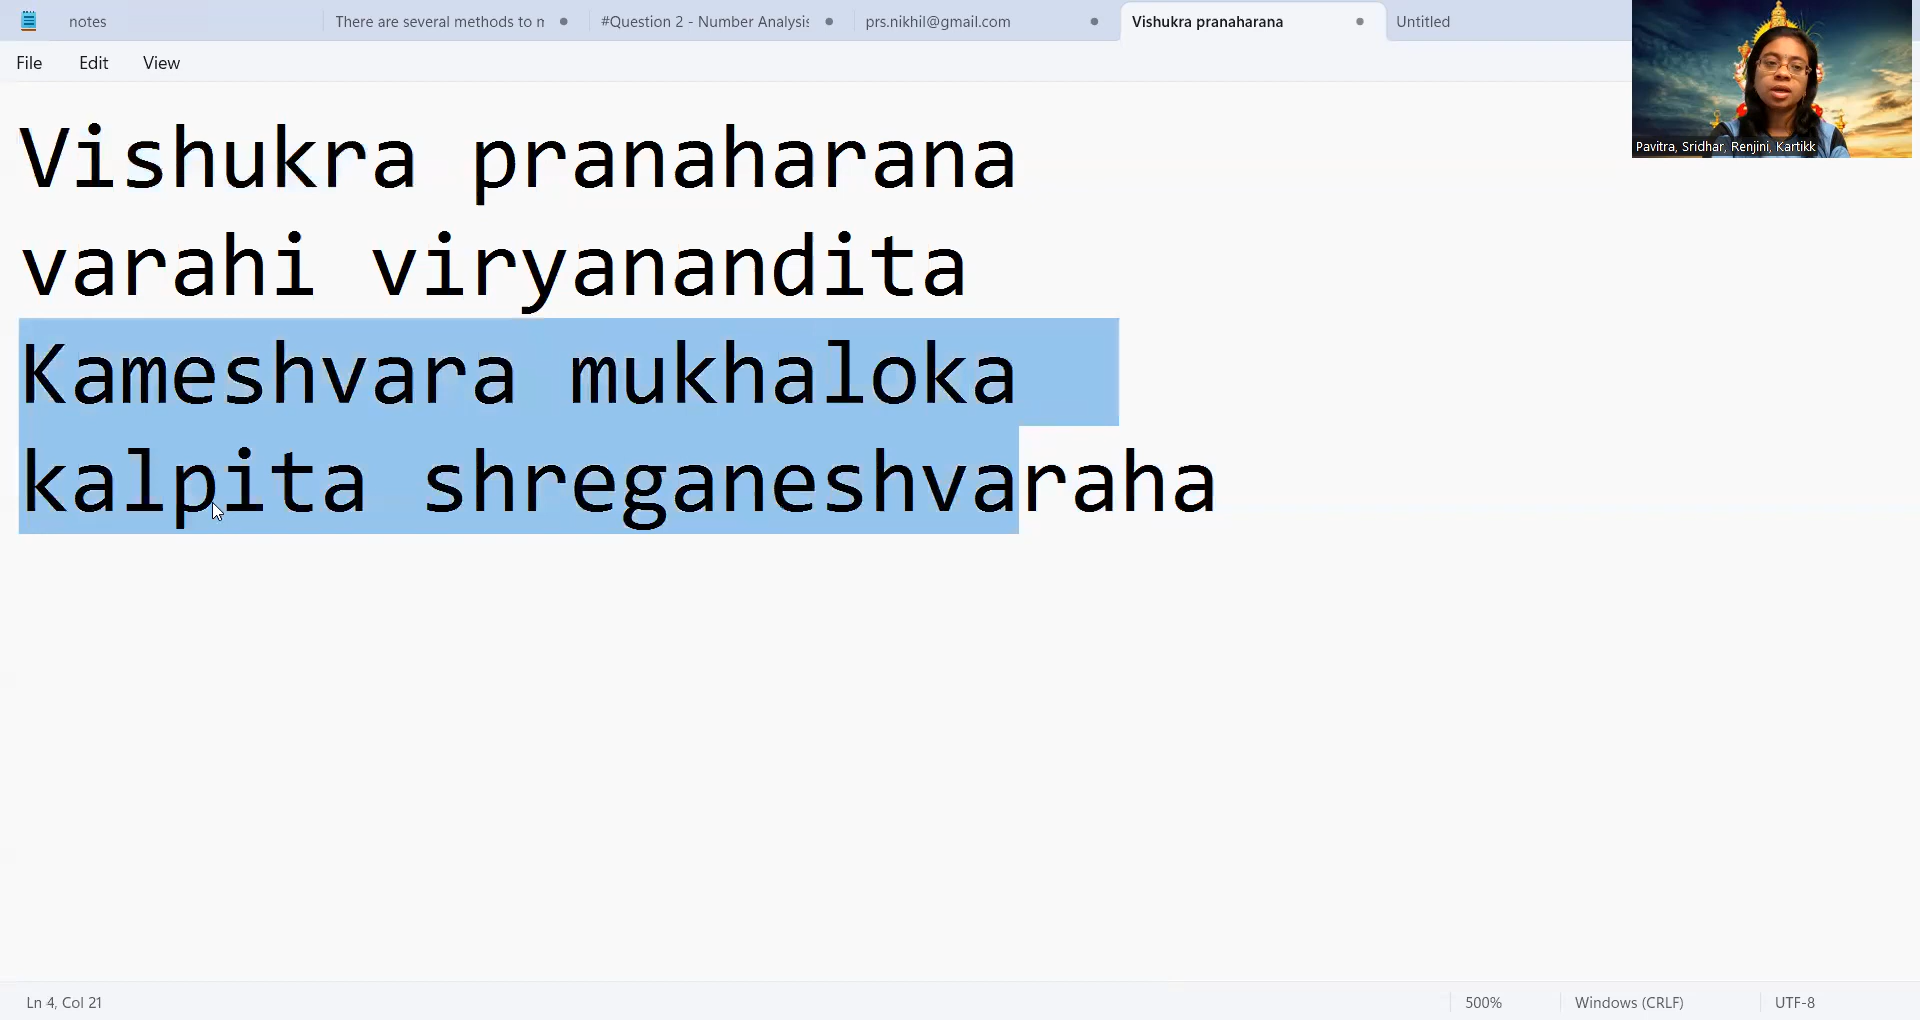 notes There are several methods to n #Question 2 - Number Analysis prs.nikhil@gmail.com Vishukra pranaharana Untitled
File Edit View
Pavitra, Sridhar, Renjini, Kartikk
Vishukra pranaharana
varahi viryanandita
Kameshvara mukhaloka
kalpita shreganeshvaraha
Ln 4, Col 21 500% Windows (CRLF) UTF-8